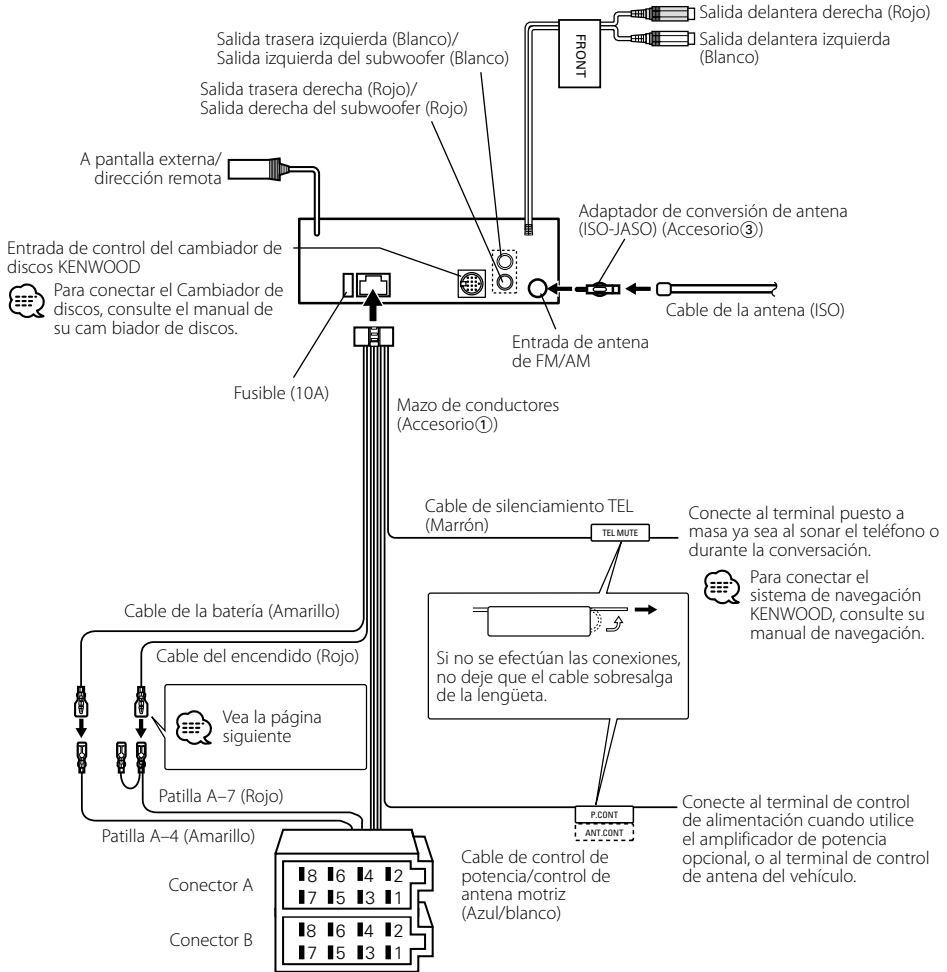 Salida delantera derecha (Rojo)
Salida delantera izquierda
(Blanco)
FRONT
Salida trasera izquierda (Blanco)/
Salida izquierda del subwoofer (Blanco)
Salida trasera derecha (Rojo)/
Salida derecha del subwoofer (Rojo)
A pantalla externa/
dirección remota
Adaptador de conversión de antena
(ISO-JASO) (Accesorio③)
Entrada de control del cambiador de
discos KENWOOD
Para conectar el Cambiador de
discos, consulte el manual de
su cam biador de discos.
Cable de la antena (ISO)
Entrada de antena
de FM/AM
Fusible (10A)
Mazo de conductores
(Accesorio①)
Cable de silenciamiento TEL
(Marrón)
TEL MUTE
Conecte al terminal puesto a
masa ya sea al sonar el teléfono o
durante la conversación.
Para conectar el
sistema de navegación
KENWOOD, consulte su
manual de navegación.
Cable de la batería (Amarillo)
Cable del encendido (Rojo)
Si no se efectúan las conexiones,
no deje que el cable sobresalga
de la lengüeta.
Vea la página
siguiente
Patilla A–7 (Rojo)
Patilla A–4 (Amarillo)
P.CONT
ANT.CONT
Conecte al terminal de control
de alimentación cuando utilice
el amplificador de potencia
opcional, o al terminal de control
de antena del vehículo.
Cable de control de
potencia/control de
antena motriz
(Azul/blanco)
Conector A
8 6 4 2
7 5 3 1
Conector B
8 6 4 2
7 5 3 1